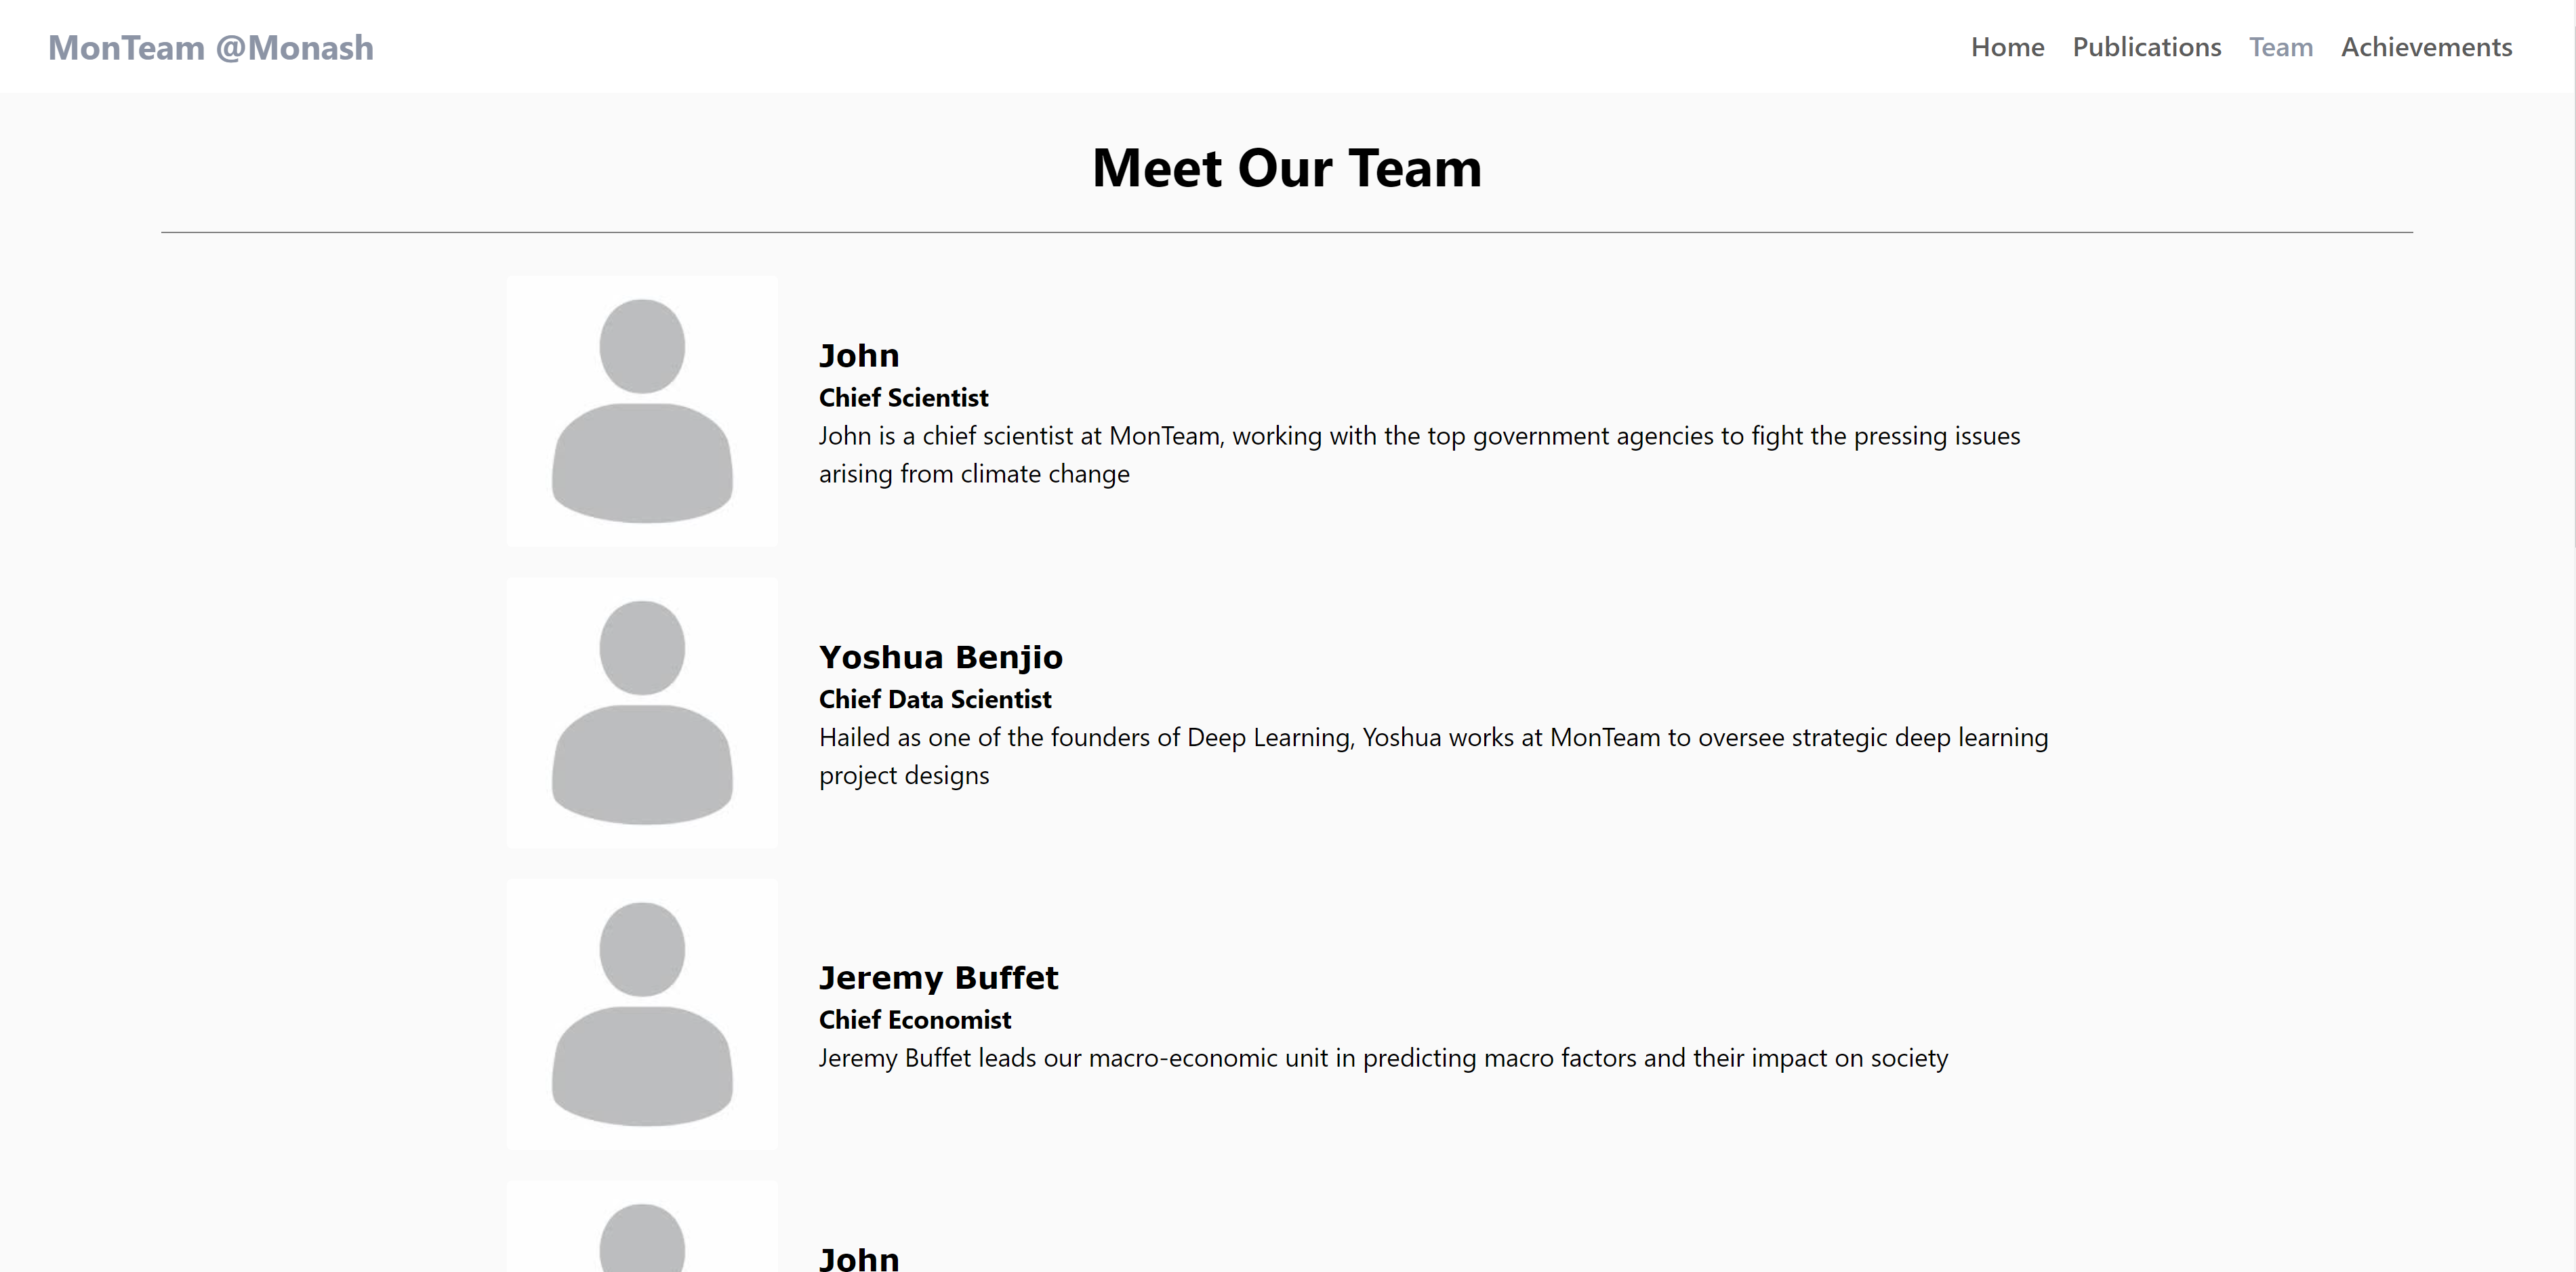 MonTeam @Monash
Home Publications Team Achievements
Meet Our Team
John
Chief Scientist
John is a chief scientist at MonTeam, working with the top government agencies to fight the pressing issues
arising from climate change
Yoshua Benjio
Chief Data Scientist
Hailed as one of the founders of Deep Learning, Yoshua works at MonTeam to oversee strategic deep learning
project designs
Jeremy Buffet
Chief Economist
Jeremy Buffet leads our macro-economic unit in predicting macro factors and their impact on society
John